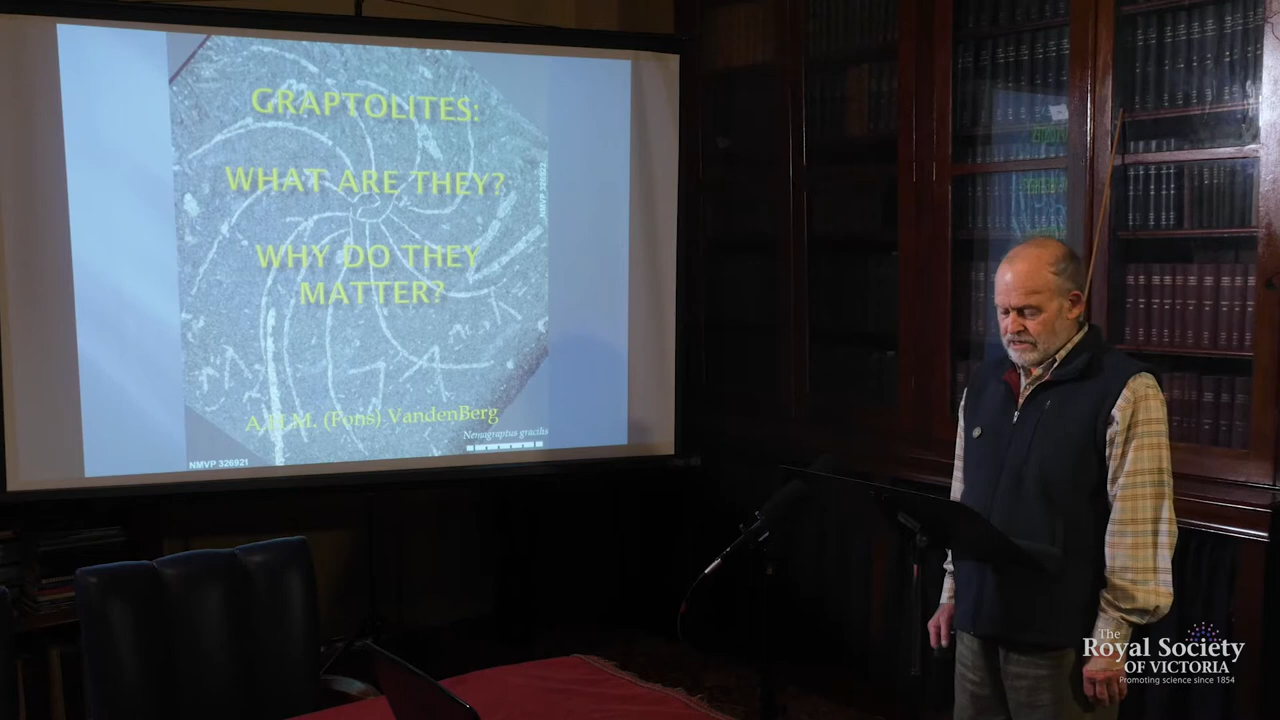 GRAPTOLITES:
WHAT ARE THEY?
WHY DO THEY
MATTER?
A.H.M. (Fons) VandenBerg
Nemagraptus gracilis
NMVP 326921
NMVP 326922
The
Royal Society
OF VICTORIA
Promoting science since 1854